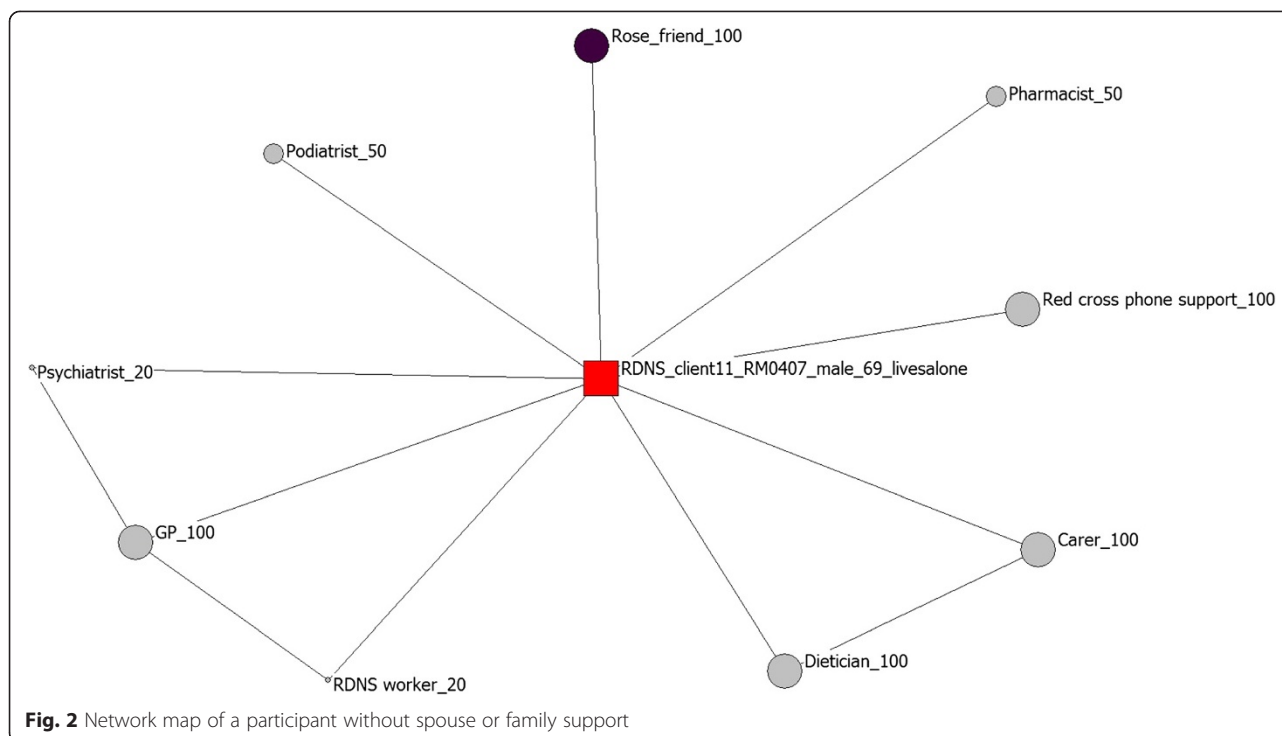 Rose_friend_100
Pharmacist_50
Podiatrist_50
Red cross phone support_100
RDNS_client11_RM0407_male_69_livesalone
Psychiatrist_20
GP_100
Carer_100
Dietician_100
RDNS worker_20
Fig. 2 Network map of a participant without spouse or family support